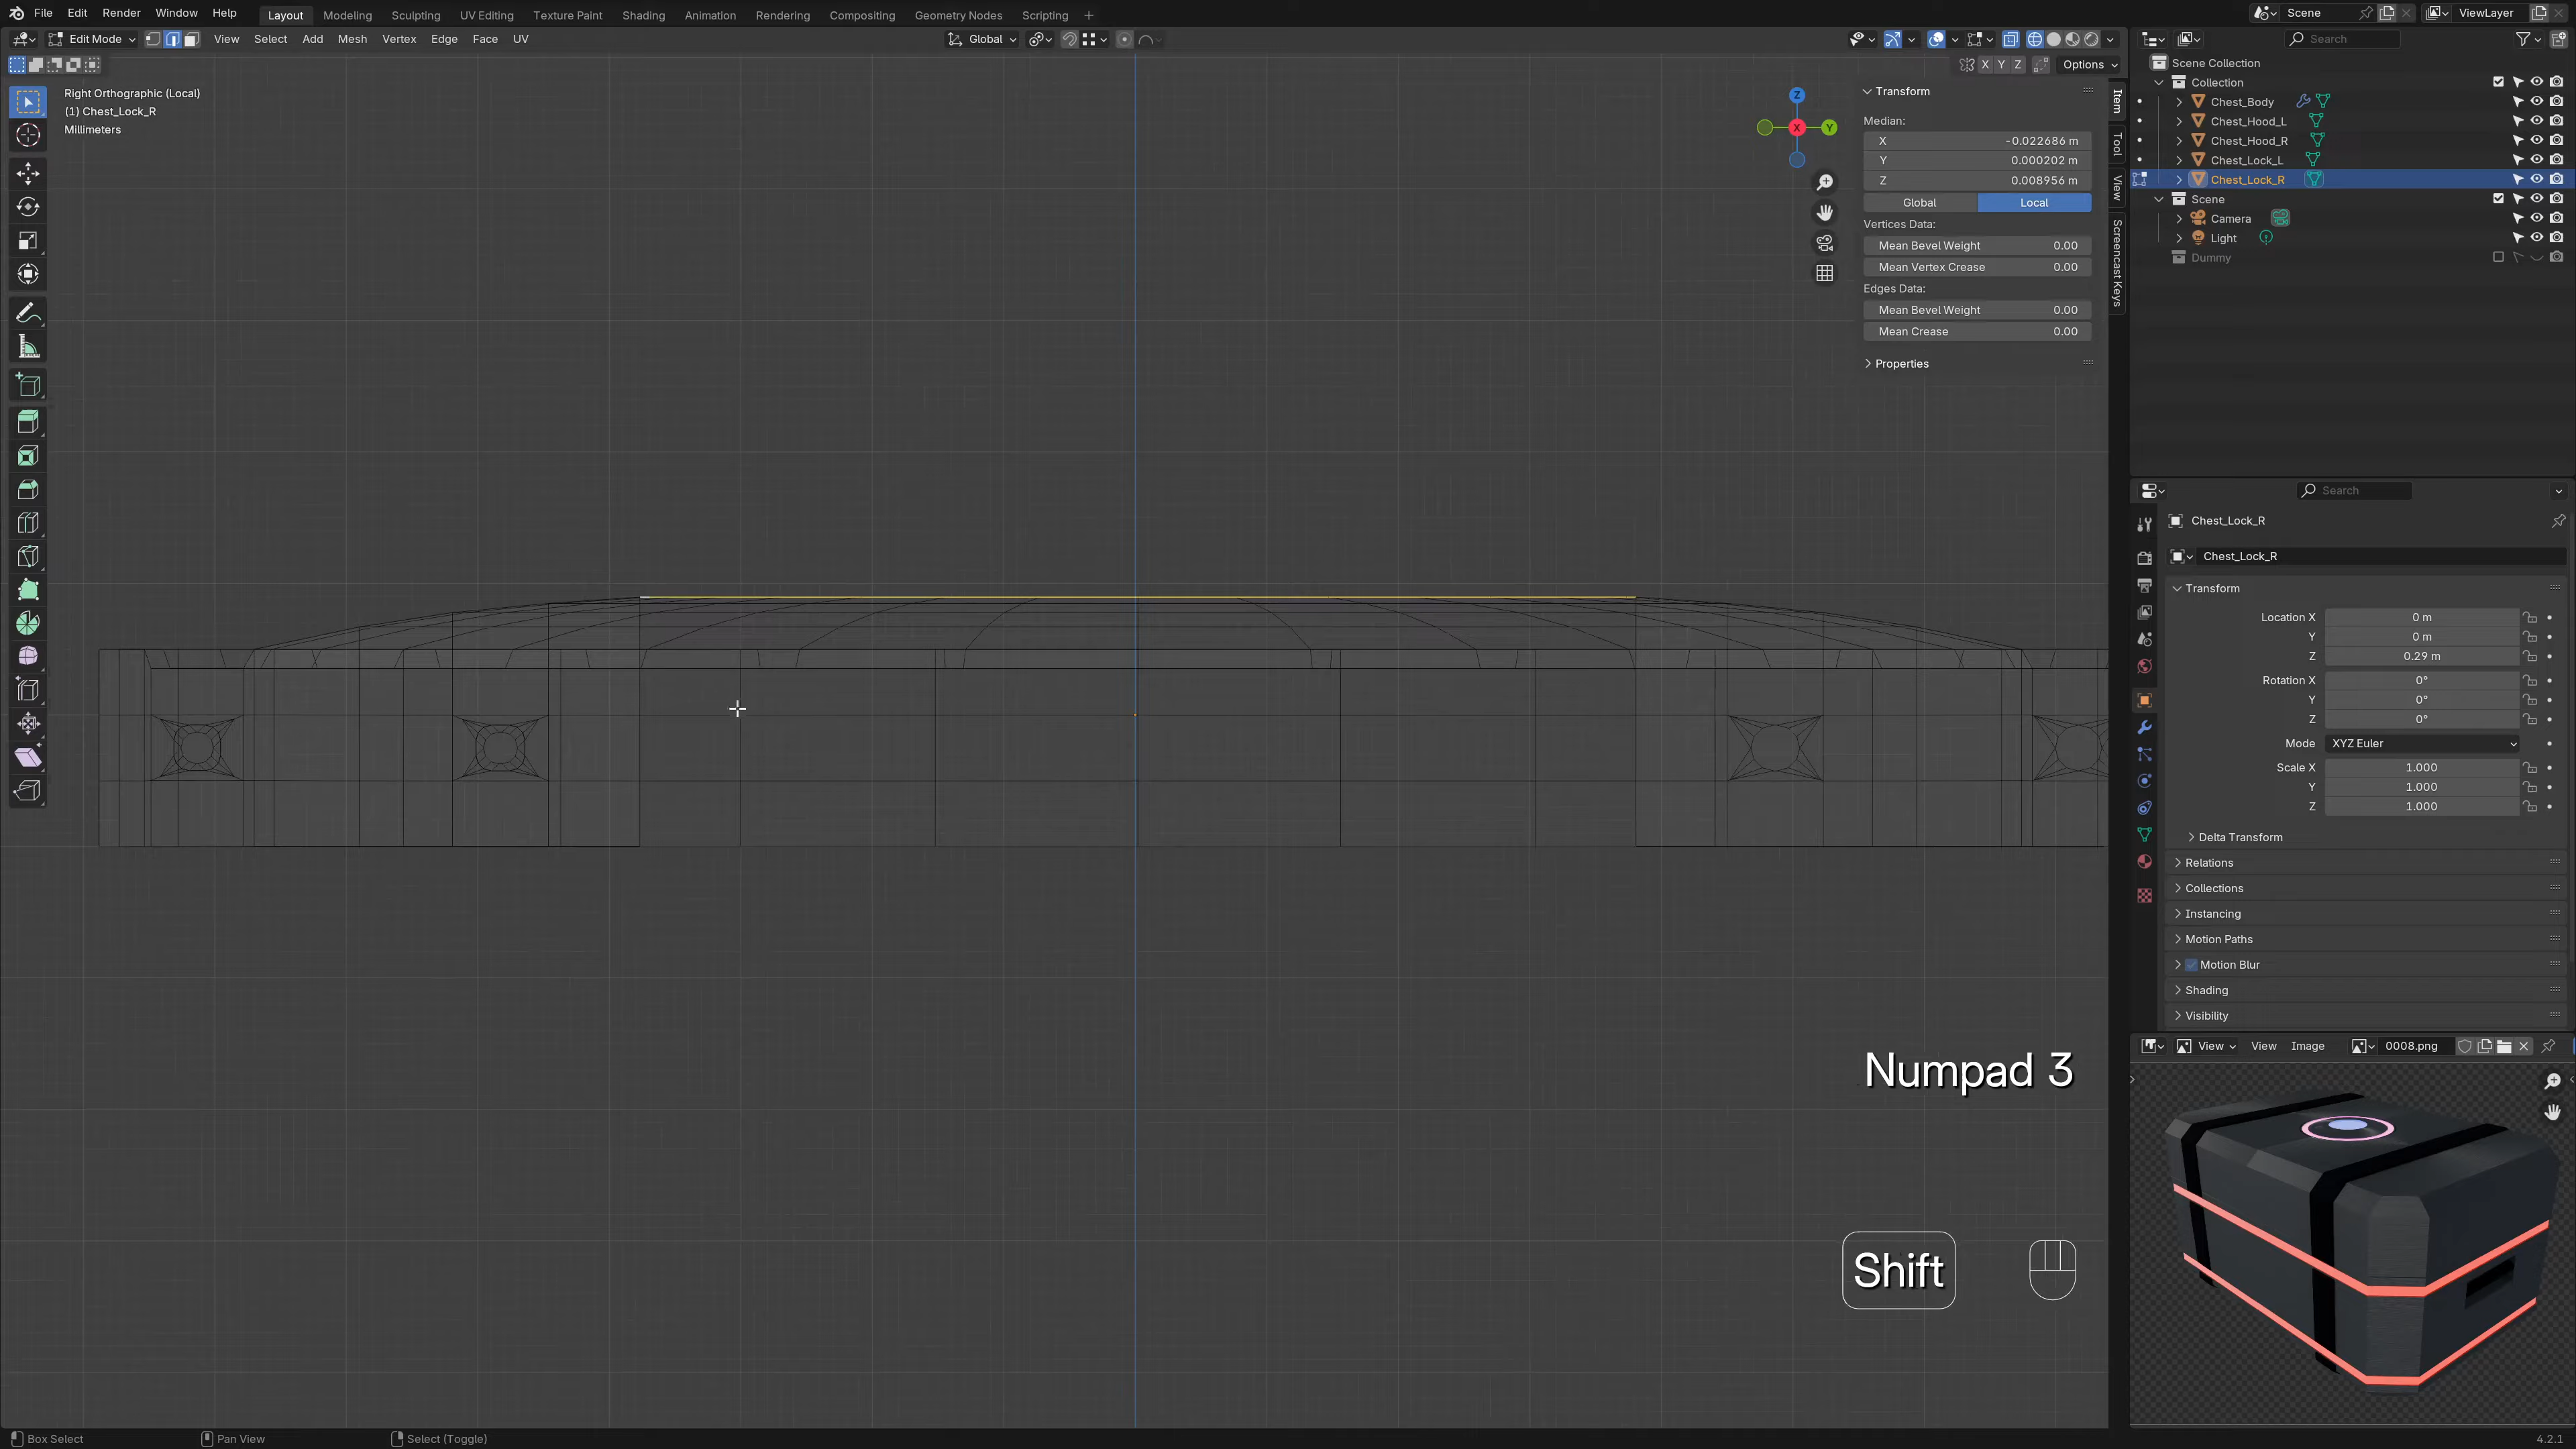 File Edit Render Window Help Layout Modeling Sculpting UV Editing Texture Paint Shading Animation Rendering Compositing Geometry Nodes Scripting
Scene ViewLayer
Edit Mode View Select Add Mesh Vertex Edge Face UV Global
X Y Z Options
Right Orthographic (Local)
(1) Chest_Lock_R
Millimeters
Z
X
Y
Transform
Median:
X -0.022686 m
Y 0.000202 m
Z 0.008956 m
Global Local
Vertices Data:
Mean Bevel Weight 0.00
Mean Vertex Crease 0.00
Edges Data:
Mean Bevel Weight 0.00
Mean Crease 0.00
Properties
Item
Tool
View
Screencast Keys
Search
Scene Collection
Collection
Chest_Body
Chest_Hood_L
Chest_Hood_R
Chest_Lock_L
Chest_Lock_R
Scene
Camera
Light
Dummy
Search
Chest_Lock_R
Chest_Lock_R
Transform
Location X 0 m
Y 0 m
Z 0.29 m
Rotation X 0°
Y 0°
Z 0°
Mode XYZ Euler
Scale X 1.000
Y 1.000
Z 1.000
Delta Transform
Relations
Collections
Instancing
Motion Paths
Motion Blur
Shading
Visibility
View View Image 0008.png
Numpad 3
Shift
Box Select Pan View Select (Toggle) 4.2.1